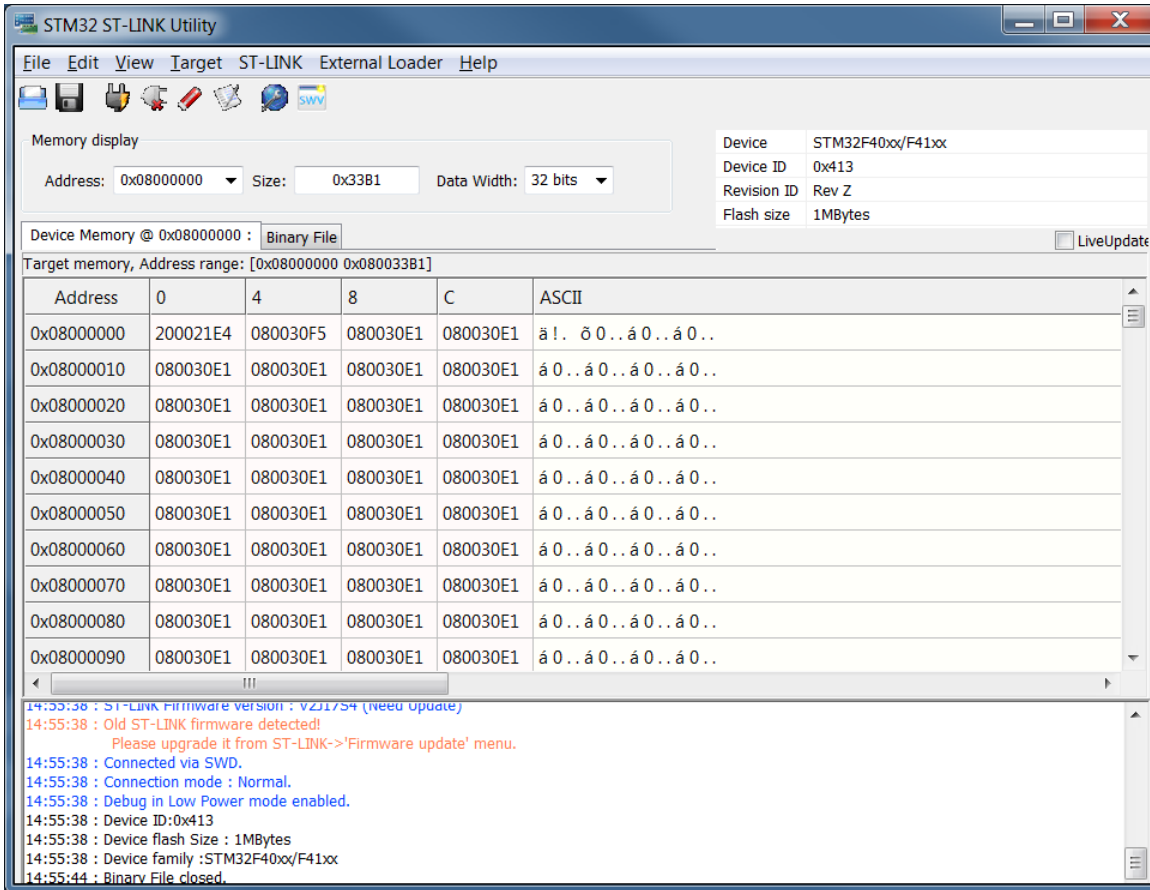 STM32 ST-LINK Utility
File Edit View Target ST-LINK External Loader Help
SWV
Memory display
Address: 0x08000000 Size: 0x33B1 Data Width: 32 bits
Device STM32F40xx/F41xx
Device ID 0x413
Revision ID Rev Z
Flash size 1MBytes
Device Memory @ 0x08000000 : Binary File
LiveUpdate
Target memory, Address range: [0x08000000 0x080033B1]
Address 0 4 8 C ASCII
0x08000000 200021E4 080030F5 080030E1 080030E1 ä!. õ0..á0..á0..
0x08000010 080030E1 080030E1 080030E1 080030E1 á0..á0..á0..á0..
0x08000020 080030E1 080030E1 080030E1 080030E1 á0..á0..á0..á0..
0x08000030 080030E1 080030E1 080030E1 080030E1 á0..á0..á0..á0..
0x08000040 080030E1 080030E1 080030E1 080030E1 á0..á0..á0..á0..
0x08000050 080030E1 080030E1 080030E1 080030E1 á0..á0..á0..á0..
0x08000060 080030E1 080030E1 080030E1 080030E1 á0..á0..á0..á0..
0x08000070 080030E1 080030E1 080030E1 080030E1 á0..á0..á0..á0..
0x08000080 080030E1 080030E1 080030E1 080030E1 á0..á0..á0..á0..
0x08000090 080030E1 080030E1 080030E1 080030E1 á0..á0..á0..á0..
14:55:38 : ST-LINK Firmware version : V2J17S4 (Need Update)
14:55:38 : Old ST-LINK firmware detected!
Please upgrade it from ST-LINK->'Firmware update' menu.
14:55:38 : Connected via SWD.
14:55:38 : Connection mode : Normal.
14:55:38 : Debug in Low Power mode enabled.
14:55:38 : Device ID:0x413
14:55:38 : Device flash Size : 1MBytes
14:55:38 : Device family :STM32F40xx/F41xx
14:55:44 : Binary File closed.